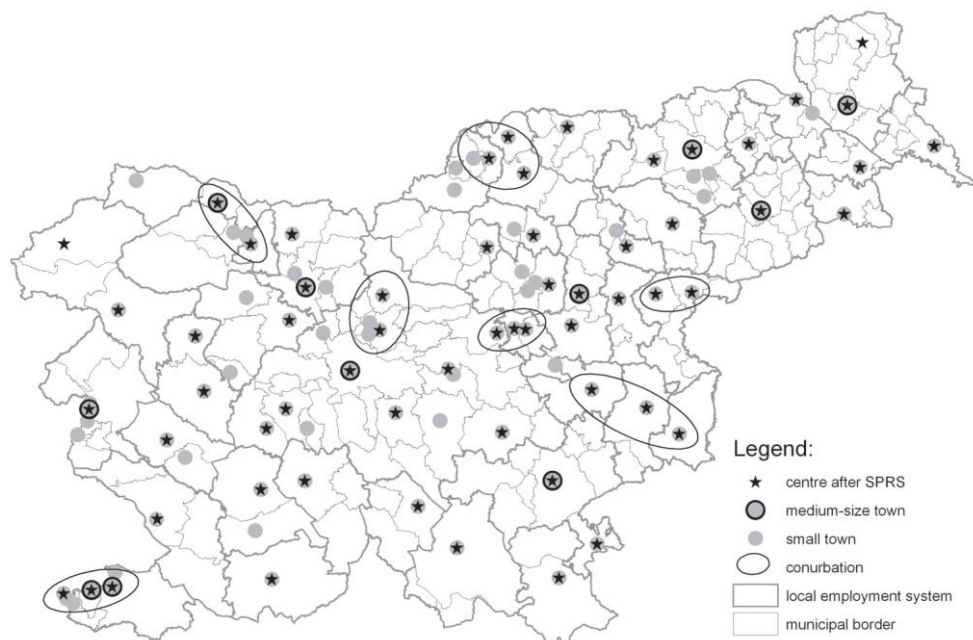 Legend:
centre after SPRS
medium-size town
small town
conurbation
local employment system
municipal border